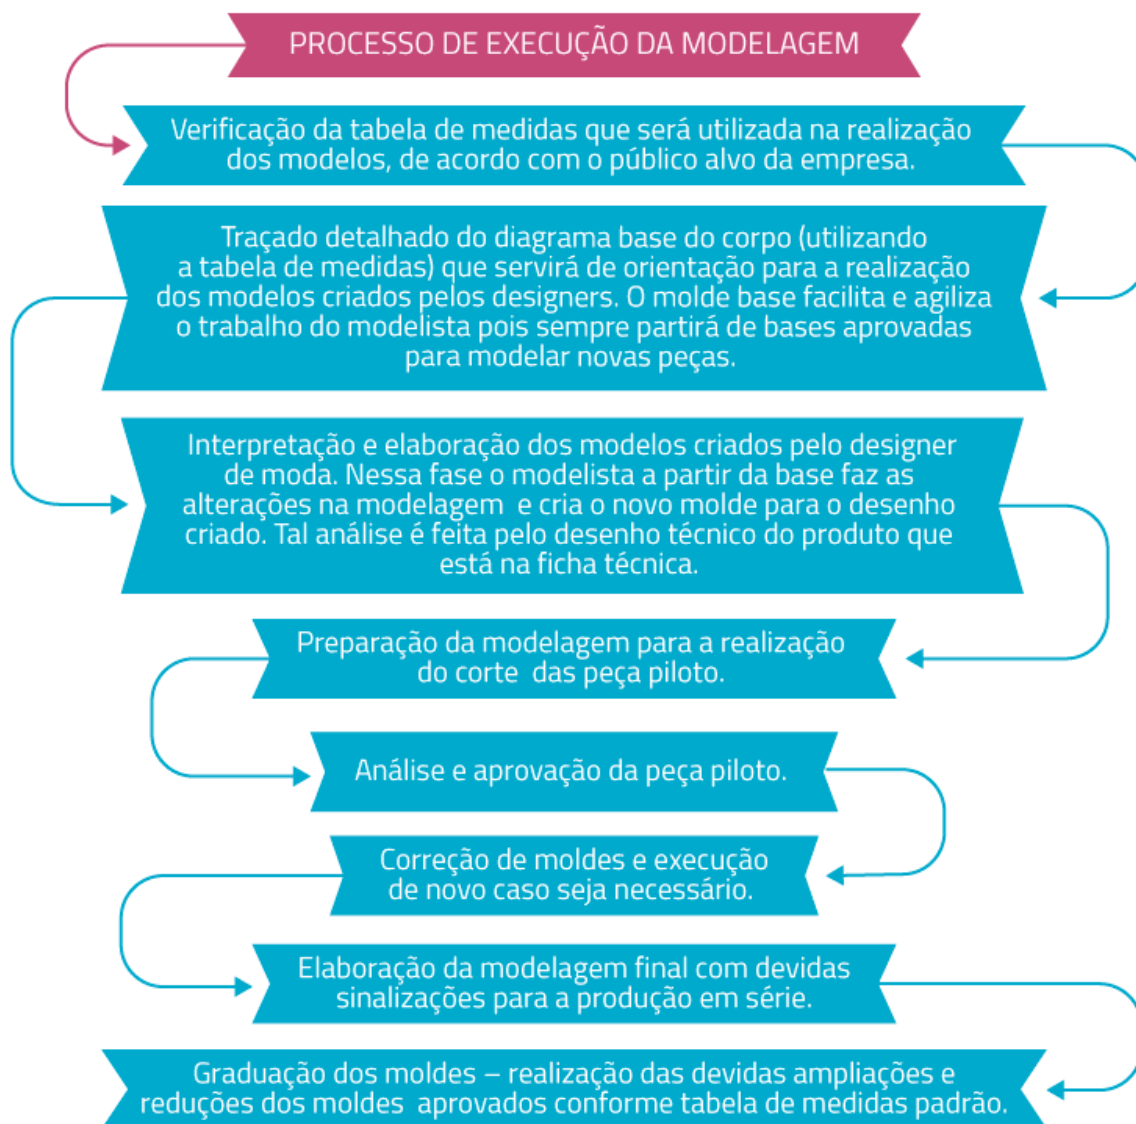 PROCESSO DE EXECUÇÃO DA MODELAGEM
Verificação da tabela de medidas que será utilizada na realização
dos modelos, de acordo com o público alvo da empresa.
Traçado detalhado do diagrama base do corpo (utilizando
a tabela de medidas) que servirá de orientação para a realização
dos modelos criados pelos designers. O molde base facilita e agiliza
o trabalho do modelista pois sempre partirá de bases aprovadas
para modelar novas peças.
Interpretação e elaboração dos modelos criados pelo designer
de moda. Nessa fase o modelista a partir da base faz as
alterações na modelagem e cria o novo molde para o desenho
criado. Tal análise é feita pelo desenho técnico do produto que
está na ficha técnica.
Preparação da modelagem para a realização
do corte das peça piloto.
Análise e aprovação da peça piloto.
Correção de moldes e execução
de novo caso seja necessário.
Elaboração da modelagem final com devidas
sinalizações para a produção em série.
Graduação dos moldes – realização das devidas ampliações e
reduções dos moldes aprovados conforme tabela de medidas padrão.